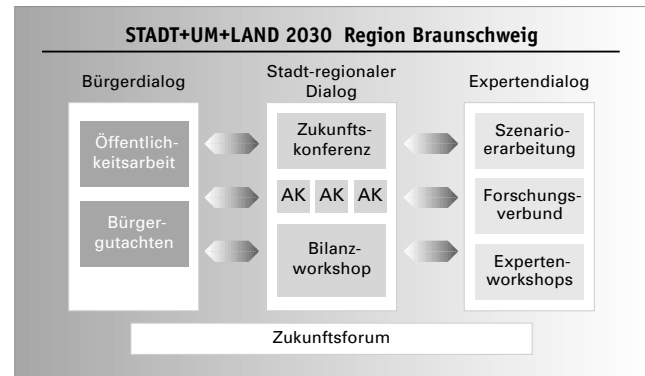 STADT+UM+LAND 2030 Region Braunschweig
Bürgerdialog
Öffentlich-
keitsarbeit
Bürger-
gutachten
Stadt-regionaler
Dialog
Zukunfts-
konferenz
AK AK AK
Bilanz-
workshop
Expertendialog
Szenario-
erarbeitung
Forschungs-
verbund
Experten-
workshops
Zukunftsforum